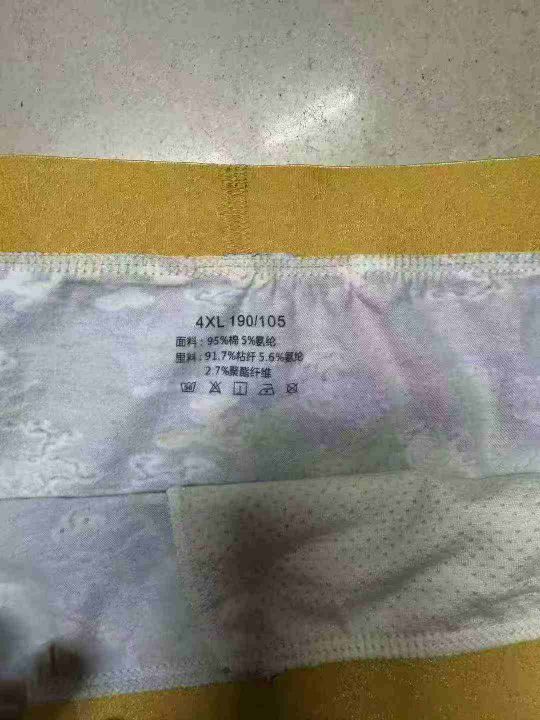 4XL 190/105
面料：95%棉 5%氨纶
里料：91.7%粘纤 5.6%氨纶
2.7%聚酯纤维